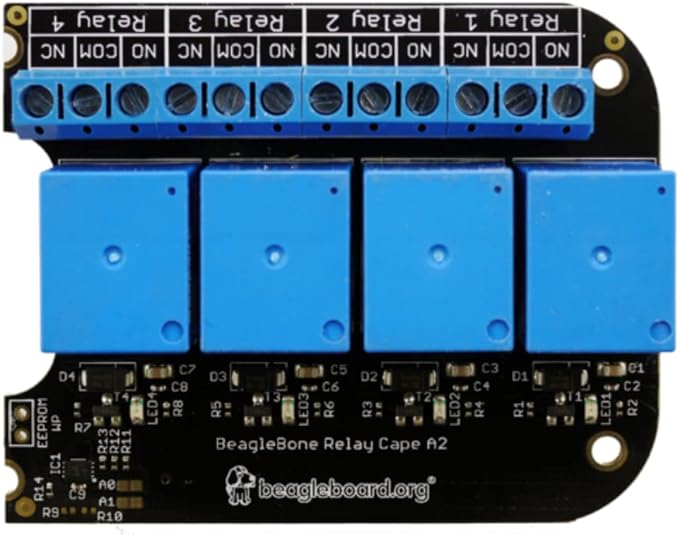 Relay 4 Relay 3 Relay 2 Relay 1
NC COM NO NC COM NO NC COM NO NC COM NO
D4 C7 D3 C5 D2 C3 D1 C1
C8 C6 C4 C2
T4 T3 T2 T1
LED4 LED3 LED2 LED1
R7 R8 R5 R6 R3 R4 R1 R2
EEPROM
WP
R13
R12
R11
BeagleBone Relay Cape A2
IC1
R14
C9
A0
A1
beagleboard.org®
R9 R10